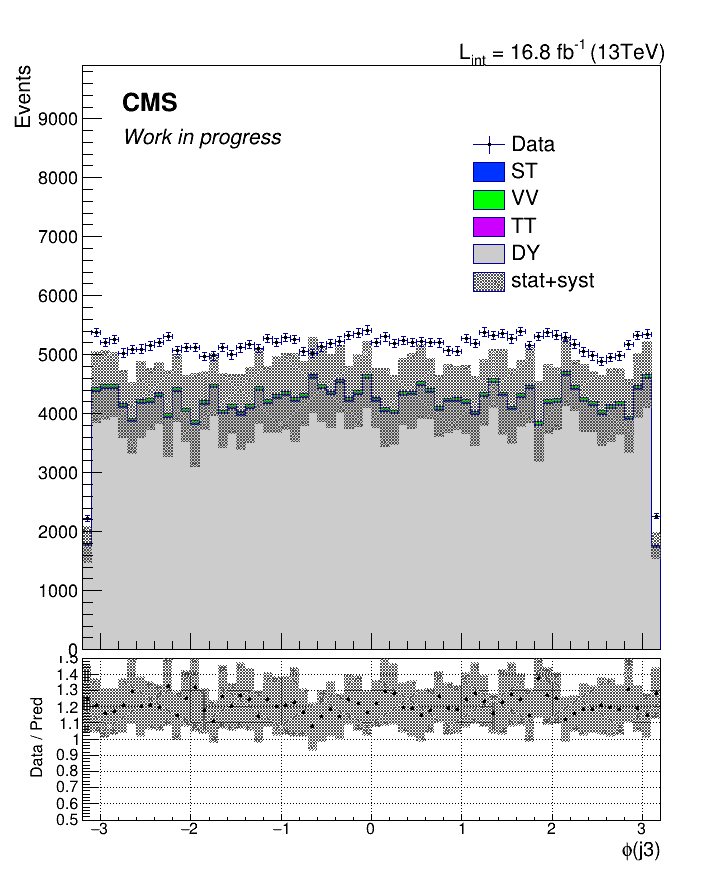 L_int = 16.8 fb^-1 (13TeV)
Events
CMS
Work in progress
Data
ST
VV
TT
DY
stat+syst
9000
8000
7000
6000
5000
4000
3000
2000
1000
0
1.5
1.4
1.3
1.2
1.1
1
0.9
0.8
0.7
0.6
0.5
Data / Pred
−3 −2 −1 0 1 2 3
ϕ(j3)